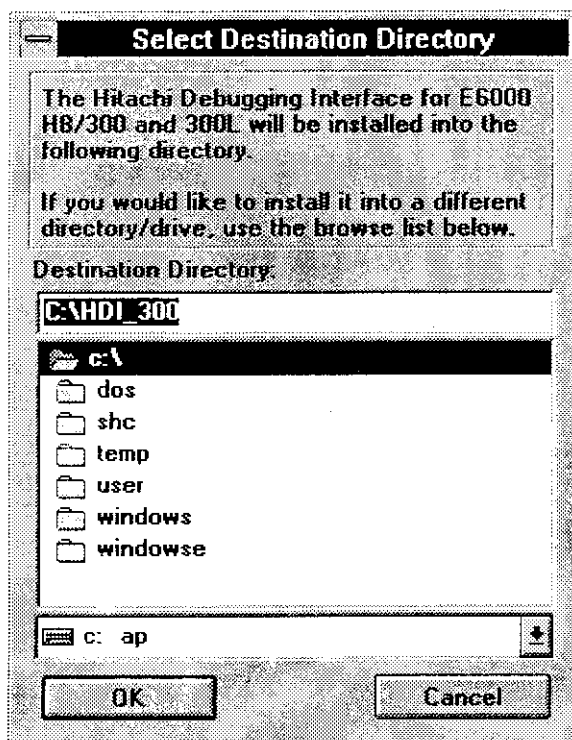 Select Destination Directory
The Hitachi Debugging Interface for E6000
H8/300 and 300L will be installed into the
following directory.
If you would like to install it into a different
directory/drive, use the browse list below.
Destination Directory:
C:\HDI_300
c:\
dos
shc
temp
user
windows
windowse
c: ap
OK
Cancel